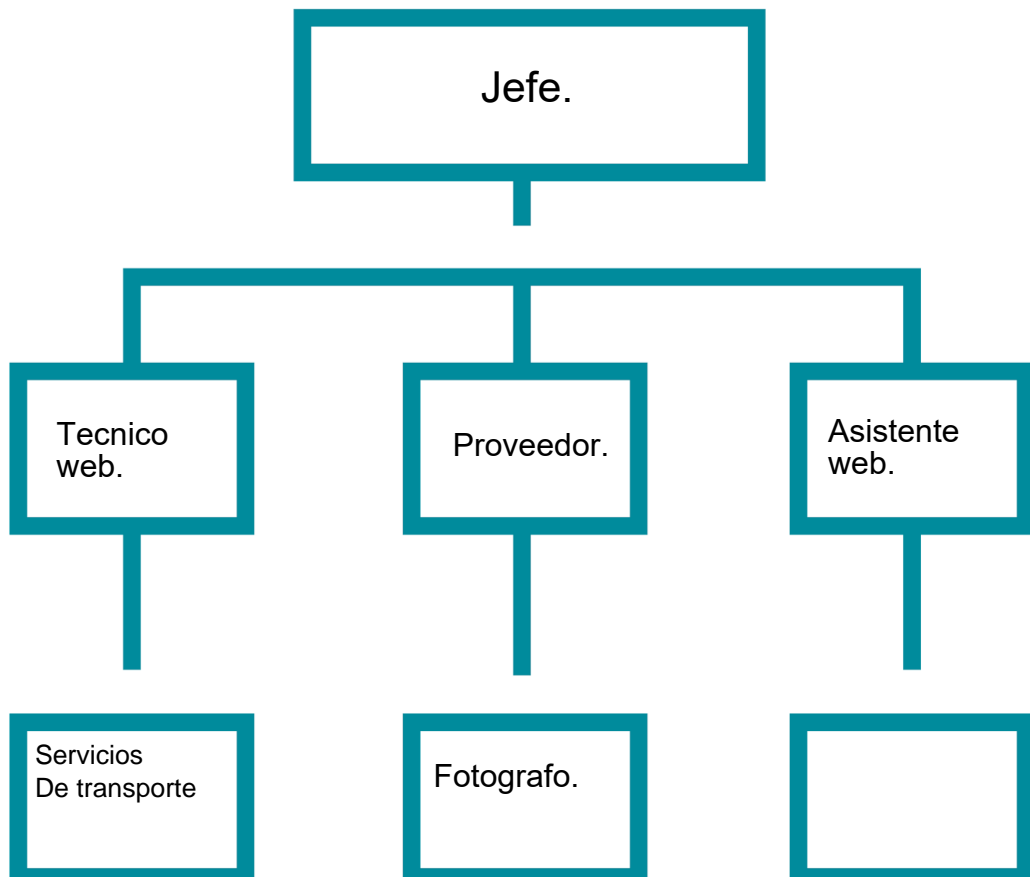 Jefe.
Tecnico
web.
Proveedor.
Asistente
web.
Servicios
De transporte
Fotografo.